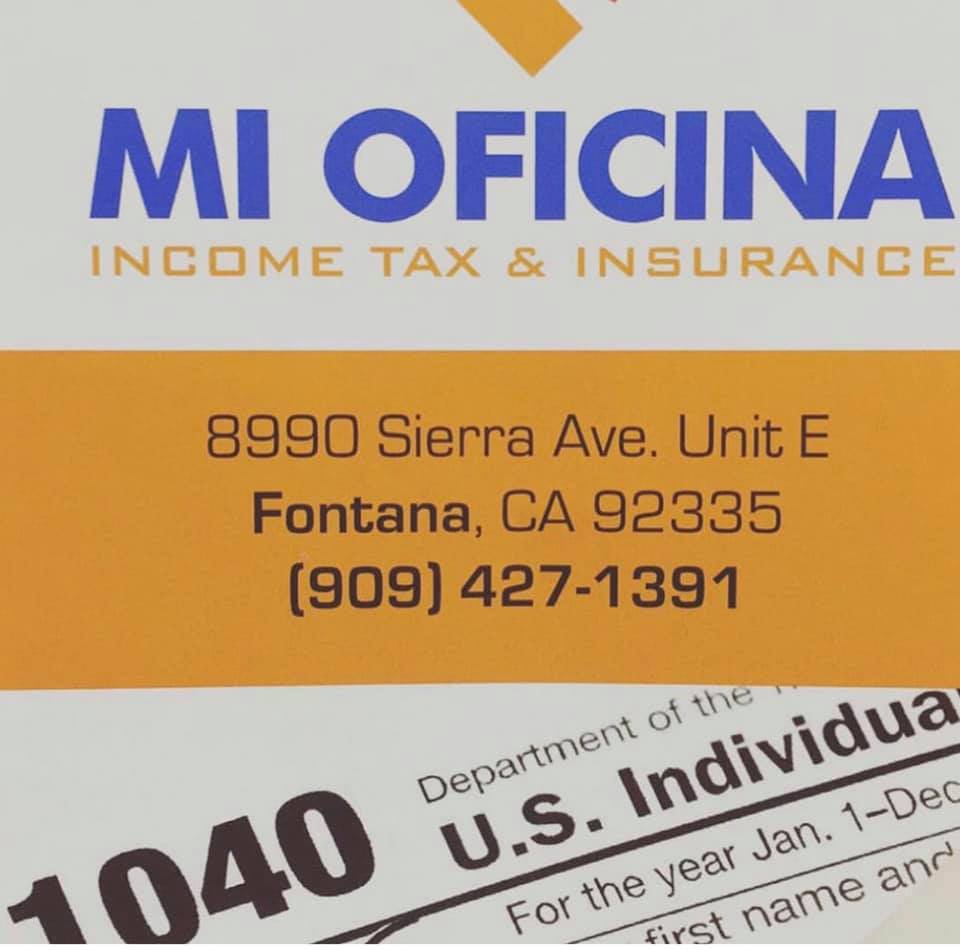 MI OFICINA
INCOME TAX & INSURANCE
8990 Sierra Ave. Unit E
Fontana, CA 92335
(909) 427-1391
Department of the
1040
U.S. Individua
For the year Jan. 1–Dec
first name and